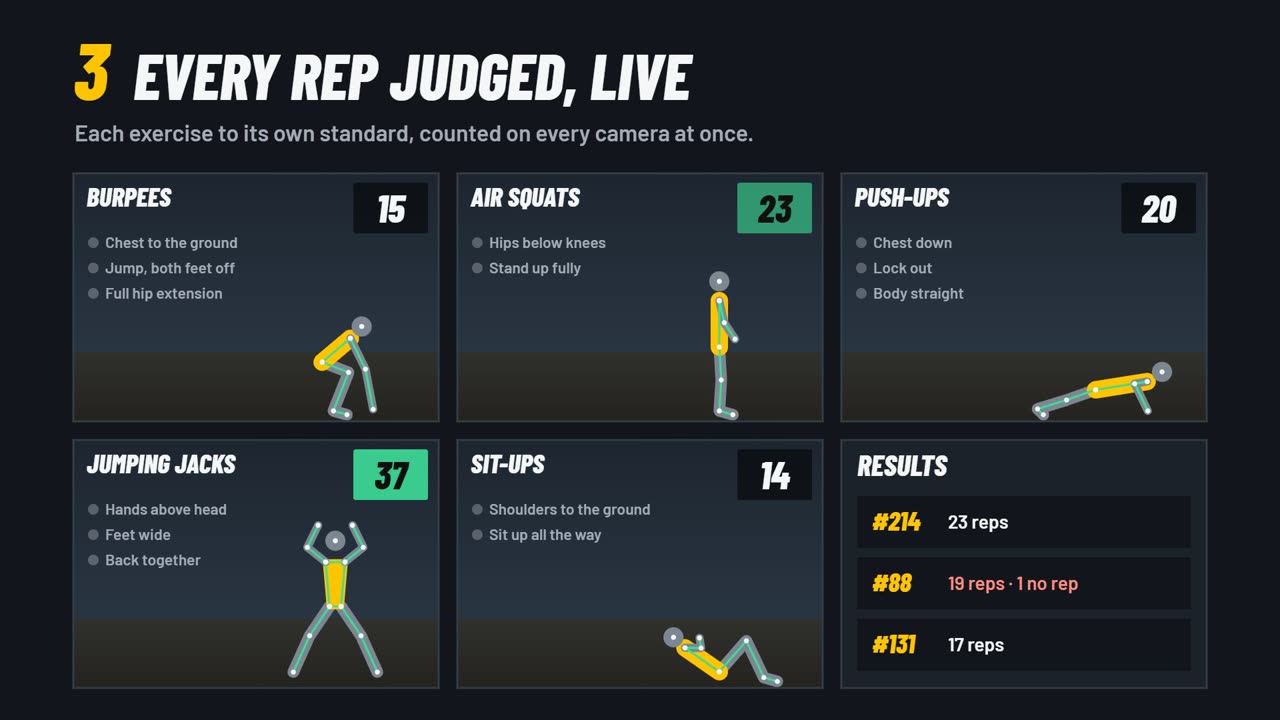 3 EVERY REP JUDGED, LIVE
Each exercise to its own standard, counted on every camera at once.
BURPEES
15
Chest to the ground
Jump, both feet off
Full hip extension
AIR SQUATS
23
Hips below knees
Stand up fully
PUSH-UPS
20
Chest down
Lock out
Body straight
JUMPING JACKS
37
Hands above head
Feet wide
Back together
SIT-UPS
14
Shoulders to the ground
Sit up all the way
RESULTS
#214 23 reps
#88 19 reps · 1 no rep
#131 17 reps